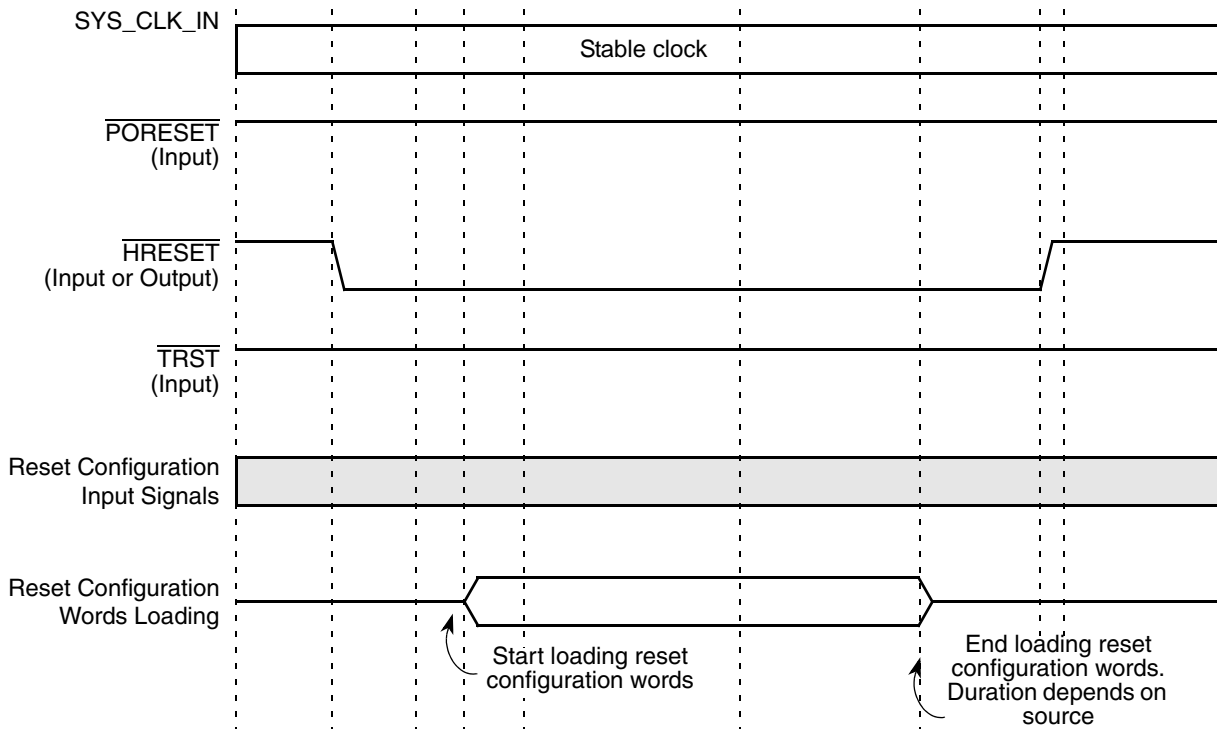 SYS_CLK_IN
Stable clock
PORESET
(Input)
HRESET
(Input or Output)
TRST
(Input)
Reset Configuration
Input Signals
Reset Configuration
Words Loading
Start loading reset
configuration words
End loading reset
configuration words.
Duration depends on
source